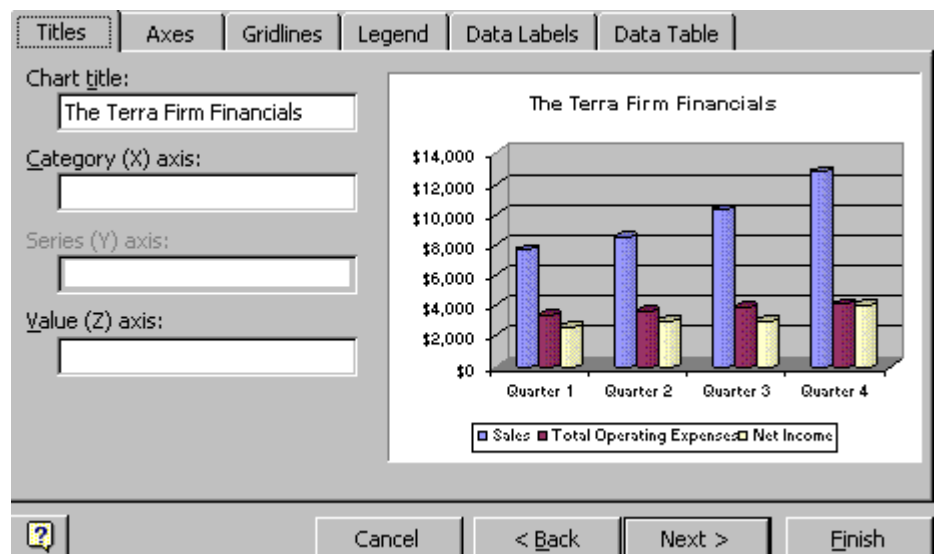 Titles Axes Gridlines Legend Data Labels Data Table
Chart title:
The Terra Firm Financials
Category (X) axis:
Series (Y) axis:
Value (Z) axis:
The Terra Firm Financials
$14,000
$12,000
$10,000
$8,000
$6,000
$4,000
$2,000
$0
Quarter 1 Quarter 2 Quarter 3 Quarter 4
Sales Total Operating Expenses Net Income
? Cancel < Back Next > Finish